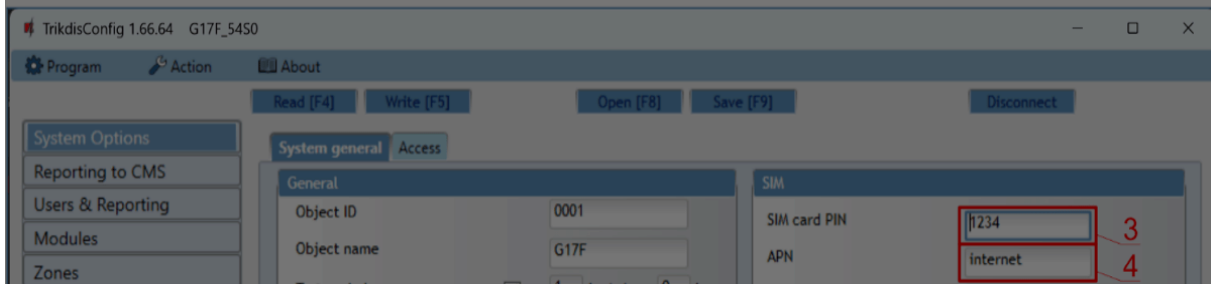 TrikdisConfig 1.66.64 G17F_54S0
Program Action About
Read [F4] Write [F5] Open [F8] Save [F9] Disconnect
System Options
Reporting to CMS
Users & Reporting
Modules
Zones
System general Access
General
Object ID 0001
Object name G17F
SIM
SIM card PIN 1234 3
APN internet 4